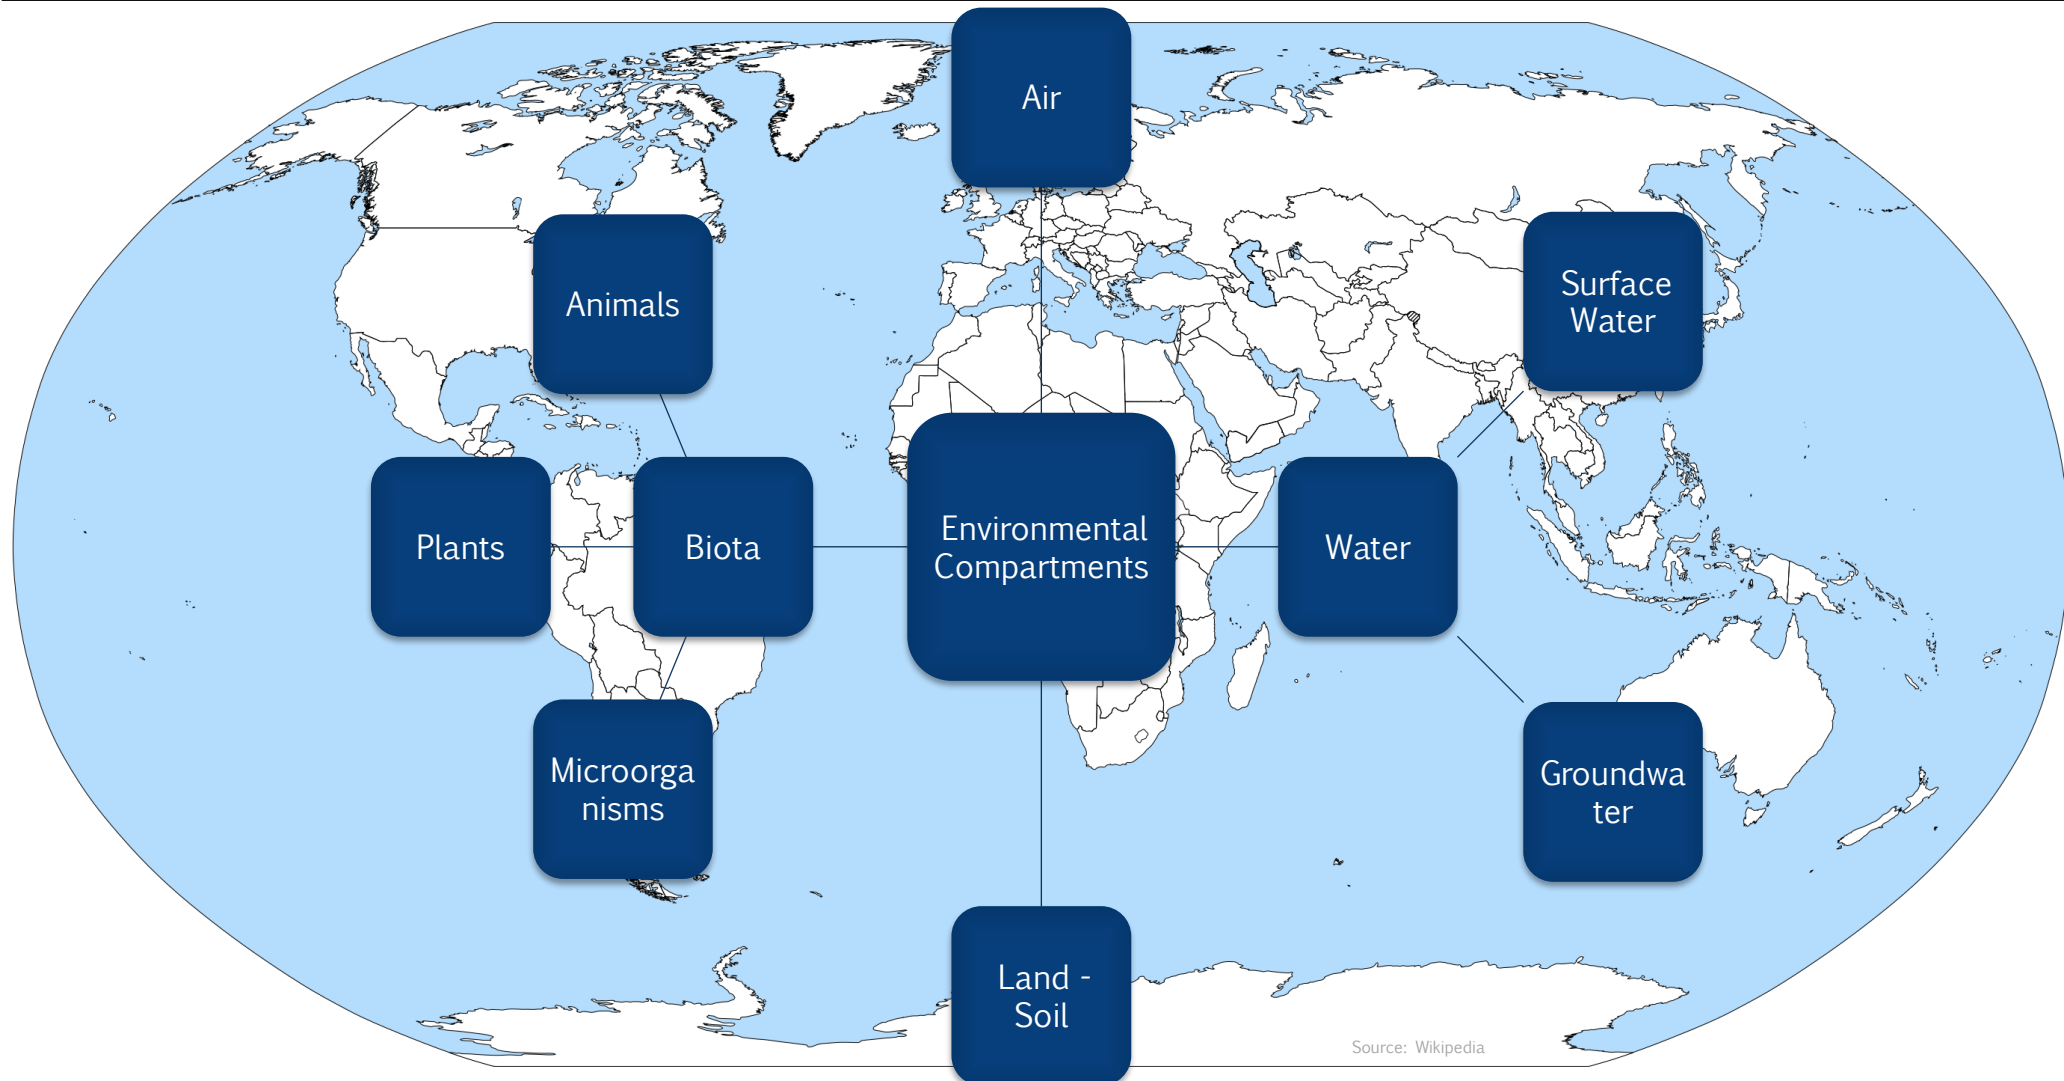 Air
Animals
Surface
Water
Plants
Biota
Environmental
Compartments
Water
Microorga
nisms
Groundwa
ter
Land -
Soil
Source: Wikipedia